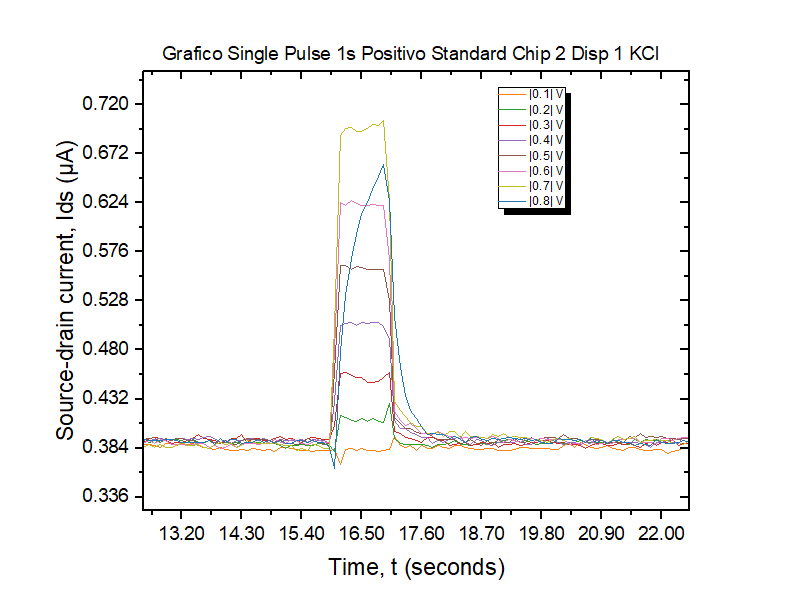 Grafico Single Pulse 1s Positivo Standard Chip 2 Disp 1 KCl
|0.1| V
|0.2| V
|0.3| V
|0.4| V
|0.5| V
|0.6| V
|0.7| V
|0.8| V
Source-drain current, Ids (µA)
0.720
0.672
0.624
0.576
0.528
0.480
0.432
0.384
0.336
13.20 14.30 15.40 16.50 17.60 18.70 19.80 20.90 22.00
Time, t (seconds)